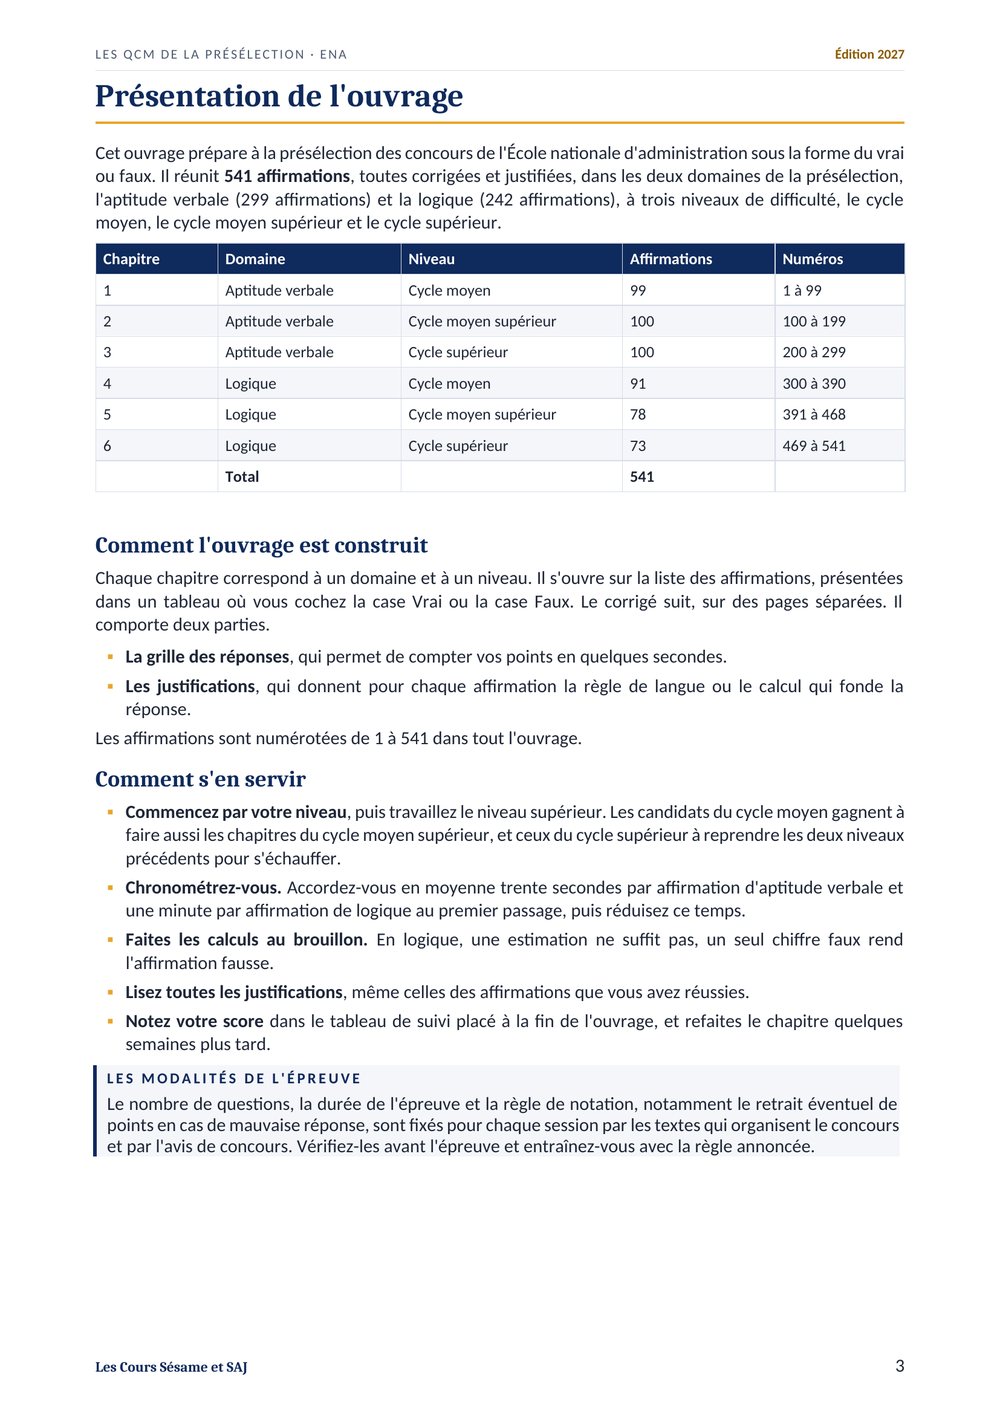 LES QCM DE LA PRÉSÉLECTION · ENA
Édition 2027
Présentation de l'ouvrage
Cet ouvrage prépare à la présélection des concours de l'École nationale d'administration sous la forme du vrai
ou faux. Il réunit 541 affirmations, toutes corrigées et justifiées, dans les deux domaines de la présélection,
l'aptitude verbale (299 affirmations) et la logique (242 affirmations), à trois niveaux de difficulté, le cycle
moyen, le cycle moyen supérieur et le cycle supérieur.
Chapitre Domaine Niveau Affirmations Numéros
1 Aptitude verbale Cycle moyen 99 1 à 99
2 Aptitude verbale Cycle moyen supérieur 100 100 à 199
3 Aptitude verbale Cycle supérieur 100 200 à 299
4 Logique Cycle moyen 91 300 à 390
5 Logique Cycle moyen supérieur 78 391 à 468
6 Logique Cycle supérieur 73 469 à 541
Total 541
Comment l'ouvrage est construit
Chaque chapitre correspond à un domaine et à un niveau. Il s'ouvre sur la liste des affirmations, présentées
dans un tableau où vous cochez la case Vrai ou la case Faux. Le corrigé suit, sur des pages séparées. Il
comporte deux parties.
▪ La grille des réponses, qui permet de compter vos points en quelques secondes.
▪ Les justifications, qui donnent pour chaque affirmation la règle de langue ou le calcul qui fonde la
réponse.
Les affirmations sont numérotées de 1 à 541 dans tout l'ouvrage.
Comment s'en servir
▪ Commencez par votre niveau, puis travaillez le niveau supérieur. Les candidats du cycle moyen gagnent à
faire aussi les chapitres du cycle moyen supérieur, et ceux du cycle supérieur à reprendre les deux niveaux
précédents pour s'échauffer.
▪ Chronométrez-vous. Accordez-vous en moyenne trente secondes par affirmation d'aptitude verbale et
une minute par affirmation de logique au premier passage, puis réduisez ce temps.
▪ Faites les calculs au brouillon. En logique, une estimation ne suffit pas, un seul chiffre faux rend
l'affirmation fausse.
▪ Lisez toutes les justifications, même celles des affirmations que vous avez réussies.
▪ Notez votre score dans le tableau de suivi placé à la fin de l'ouvrage, et refaites le chapitre quelques
semaines plus tard.
LES MODALITÉS DE L'ÉPREUVE
Le nombre de questions, la durée de l'épreuve et la règle de notation, notamment le retrait éventuel de
points en cas de mauvaise réponse, sont fixés pour chaque session par les textes qui organisent le concours
et par l'avis de concours. Vérifiez-les avant l'épreuve et entraînez-vous avec la règle annoncée.
Les Cours Sésame et SAJ
3